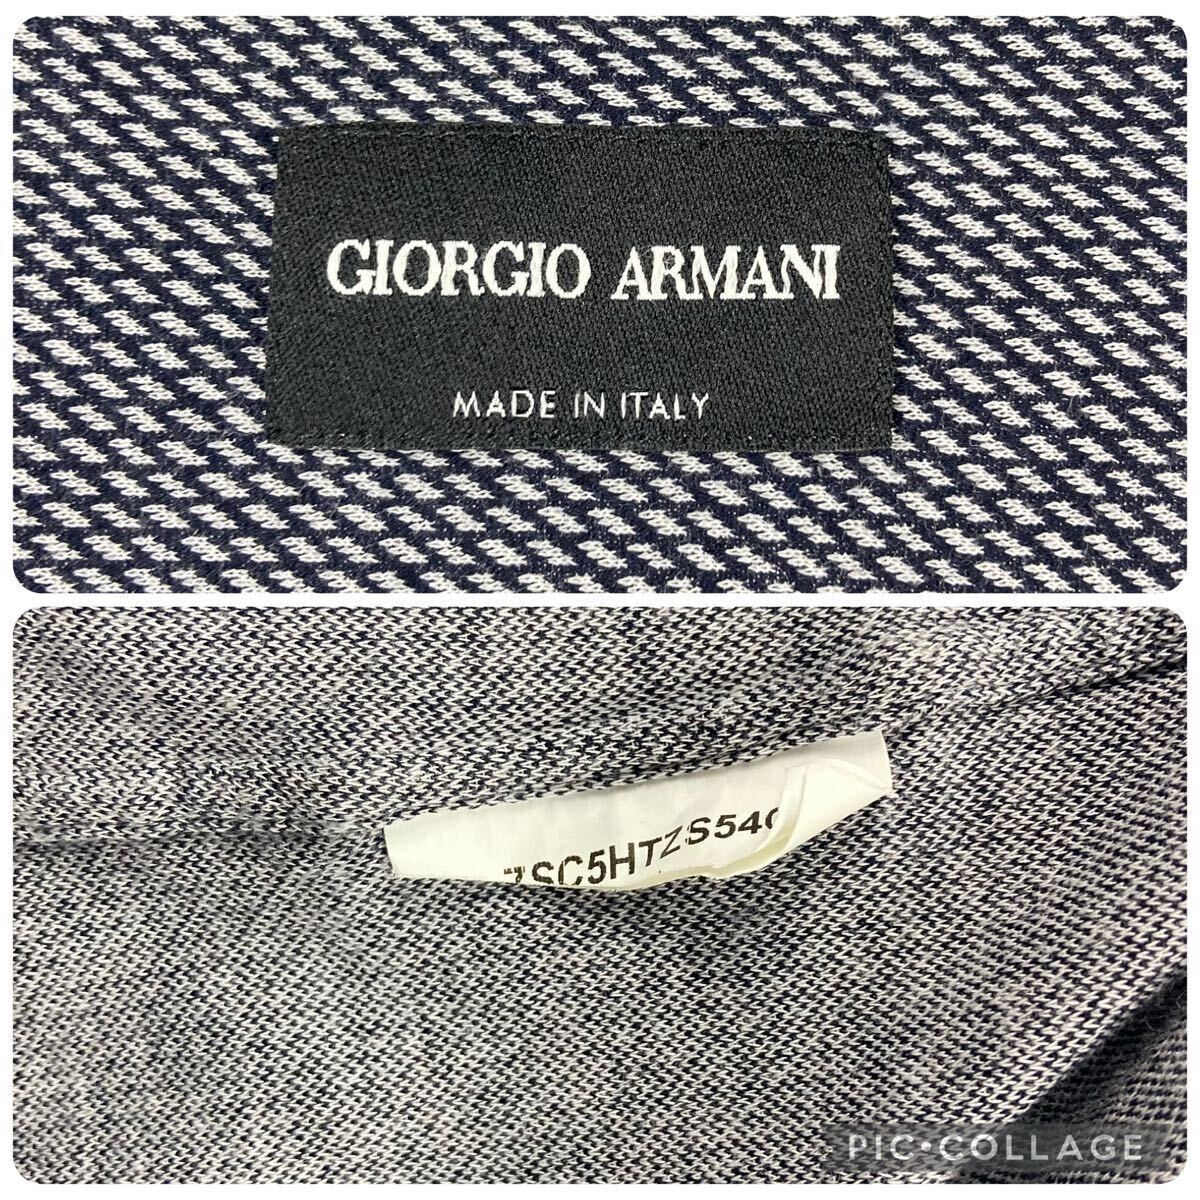 GIORGIO ARMANI
MADE IN ITALY
ZSC5HTZS54
PIC•COLLAGE